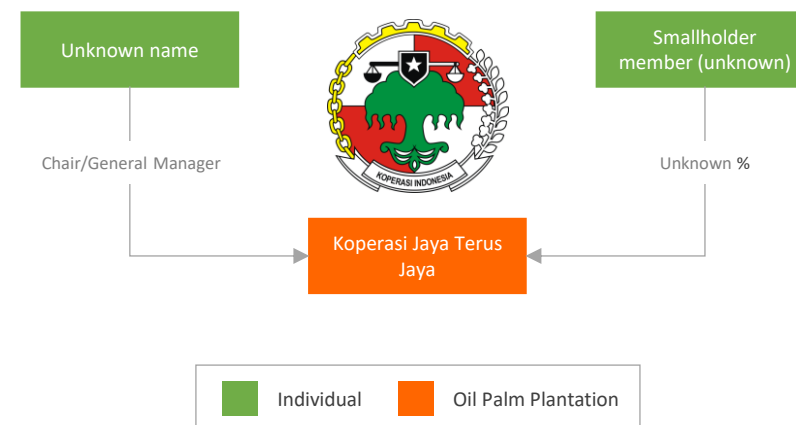 Unknown name
Smallholder
member (unknown)
KOPERASI INDONESIA
Chair/General Manager
Unknown %
Koperasi Jaya Terus
Jaya
Individual
Oil Palm Plantation